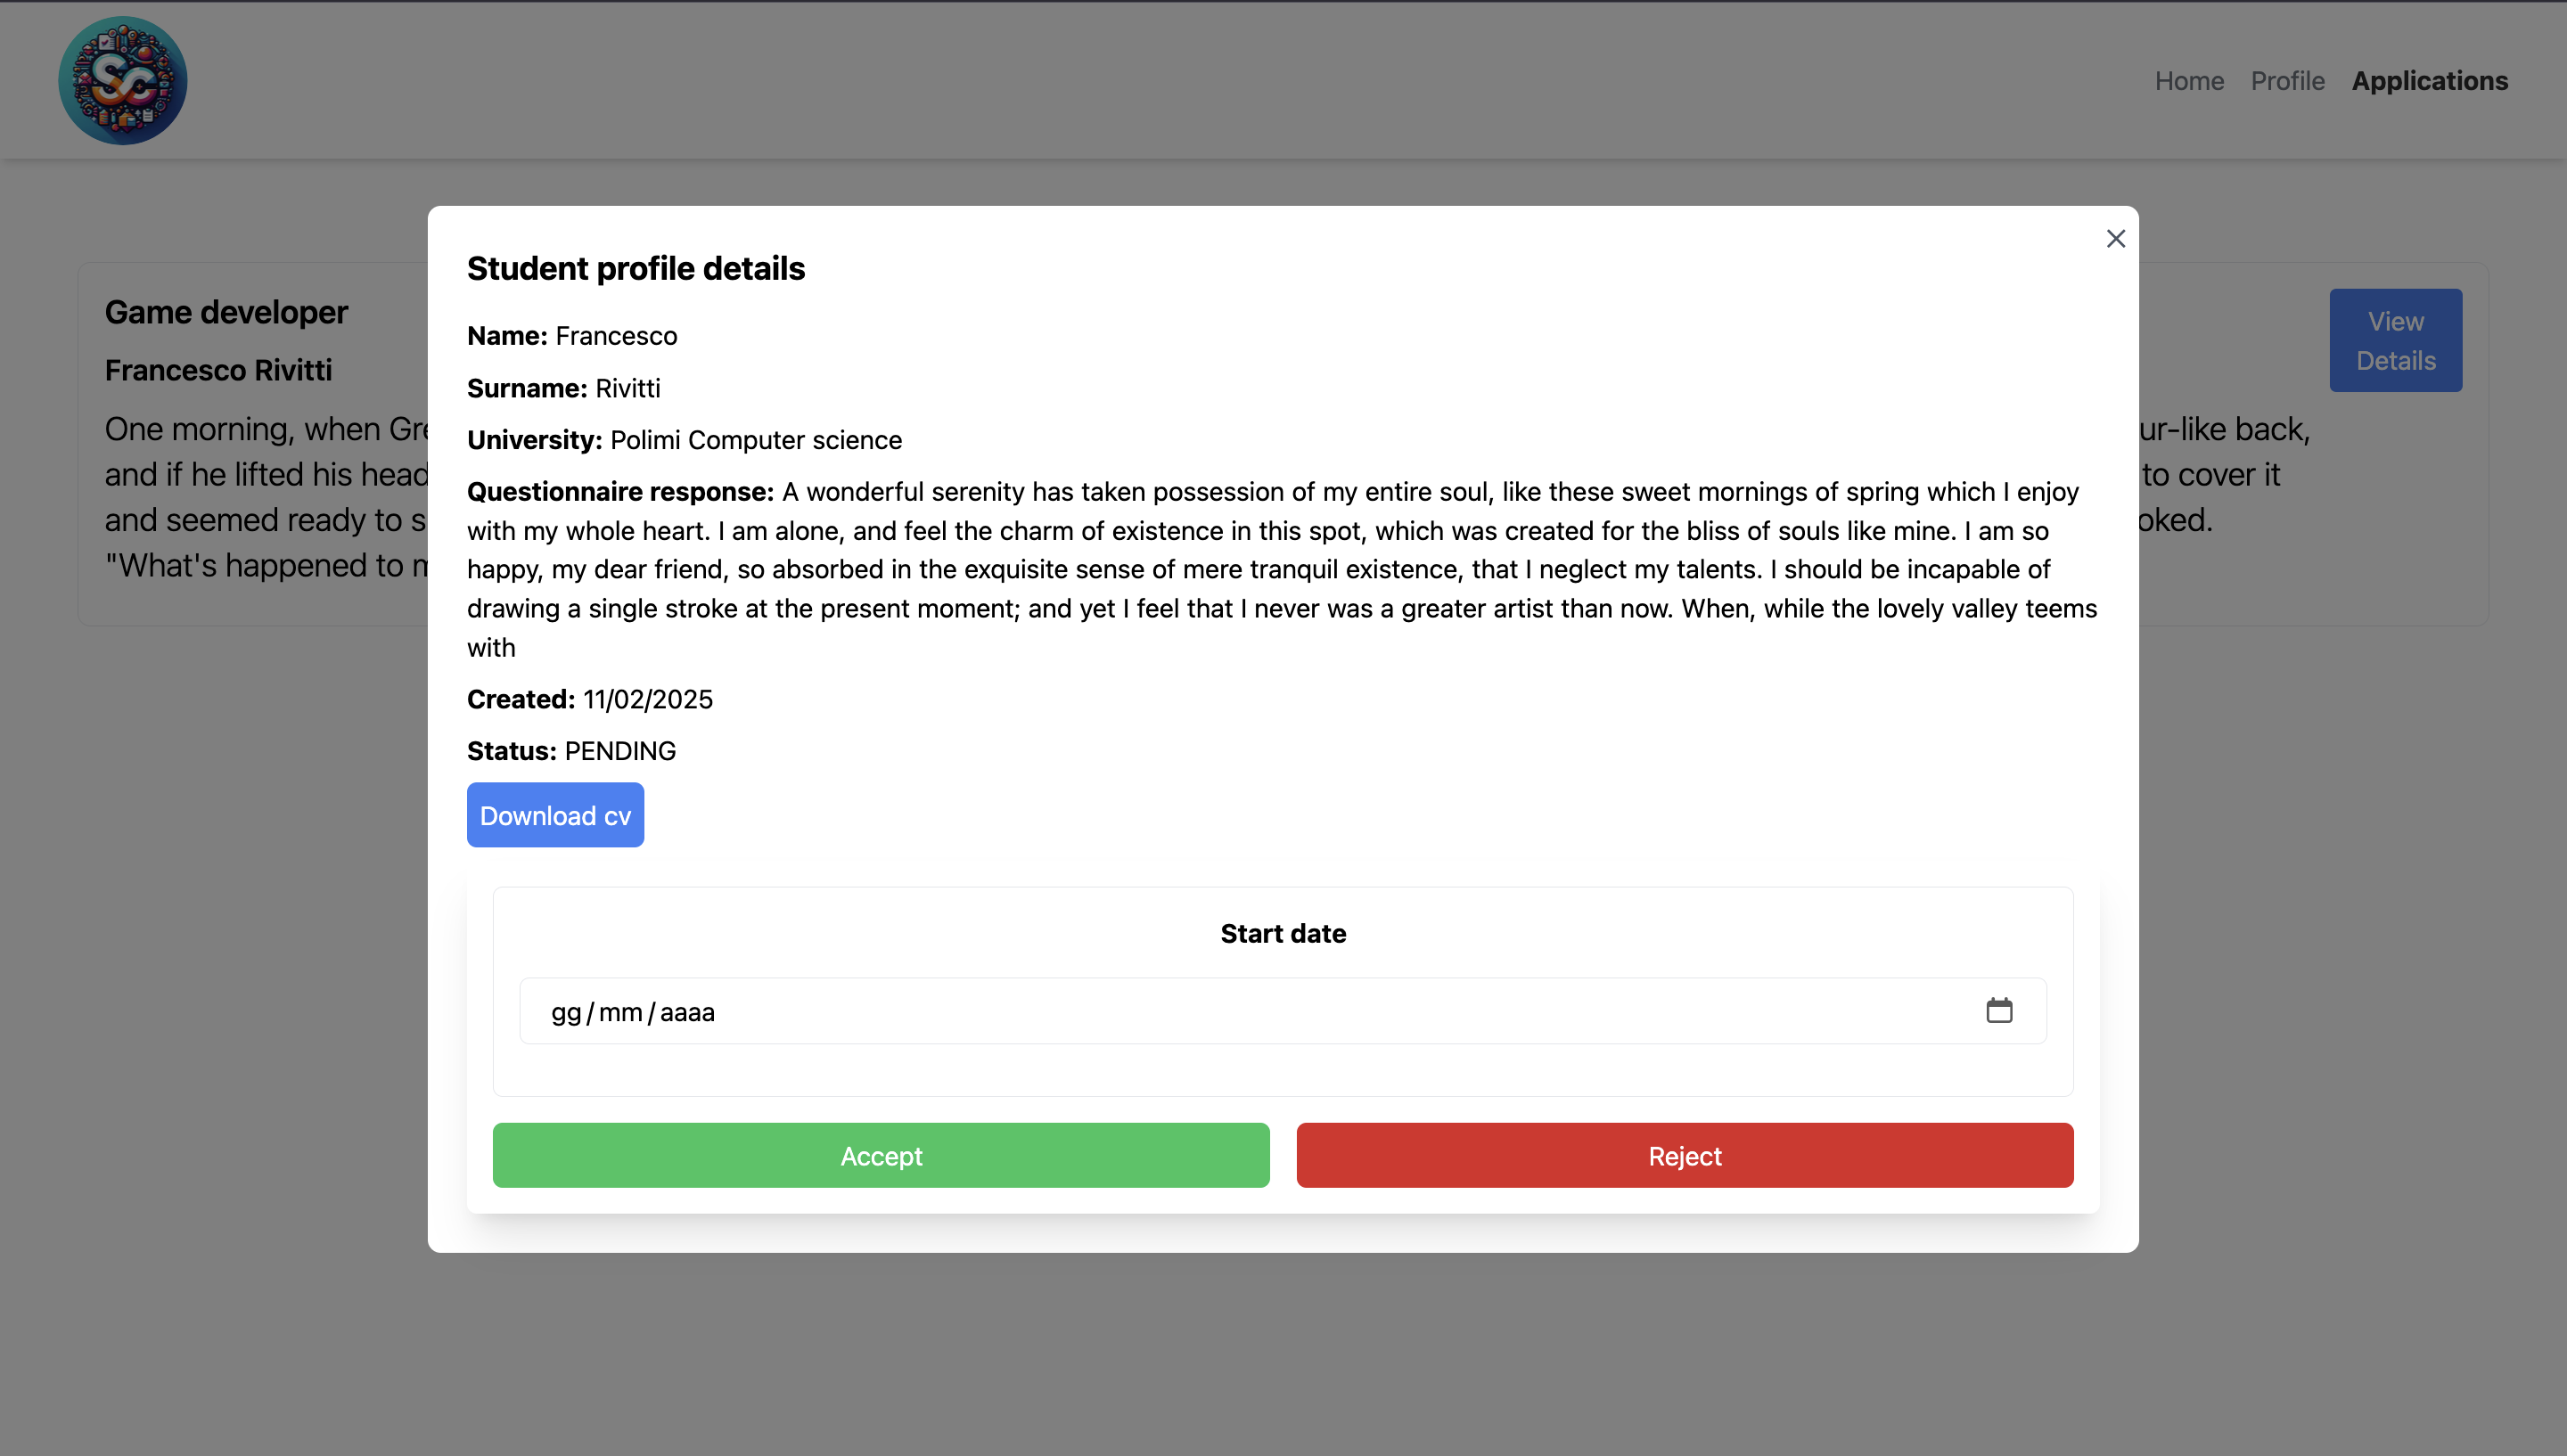 SC
Home Profile Applications
Student profile details
Name: Francesco
Surname: Rivitti
University: Polimi Computer science
Questionnaire response: A wonderful serenity has taken possession of my entire soul, like these sweet mornings of spring which I enjoy
with my whole heart. I am alone, and feel the charm of existence in this spot, which was created for the bliss of souls like mine. I am so
happy, my dear friend, so absorbed in the exquisite sense of mere tranquil existence, that I neglect my talents. I should be incapable of
drawing a single stroke at the present moment; and yet I feel that I never was a greater artist than now. When, while the lovely valley teems
with
Created: 11/02/2025
Status: PENDING
Download cv
Start date
gg/mm/aaaa
Accept Reject
Game developer
Francesco Rivitti
One morning, when Gre
and if he lifted his head
and seemed ready to s
"What's happened to m
View
Details
ur-like back,
to cover it
oked.